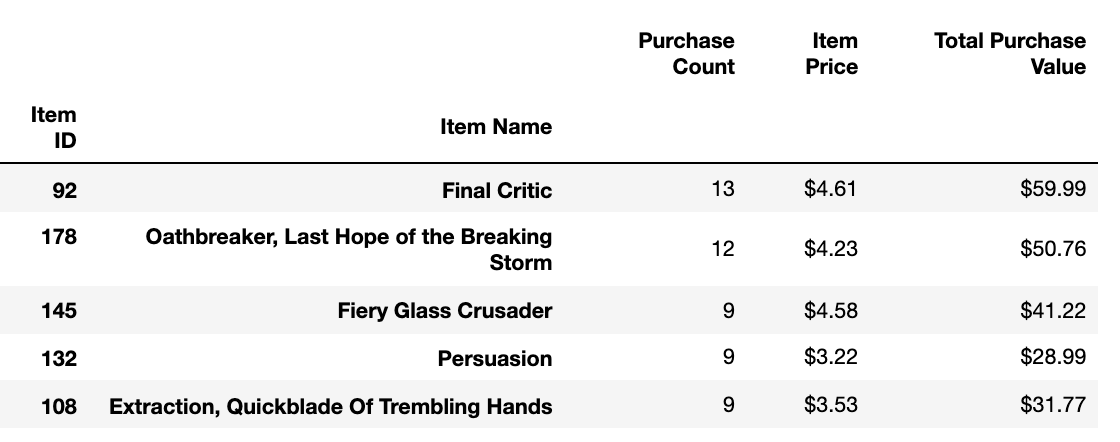 Purchase Count Item Price Total Purchase Value
Item ID Item Name
92 Final Critic 13 $4.61 $59.99
178 Oathbreaker, Last Hope of the Breaking Storm 12 $4.23 $50.76
145 Fiery Glass Crusader 9 $4.58 $41.22
132 Persuasion 9 $3.22 $28.99
108 Extraction, Quickblade Of Trembling Hands 9 $3.53 $31.77